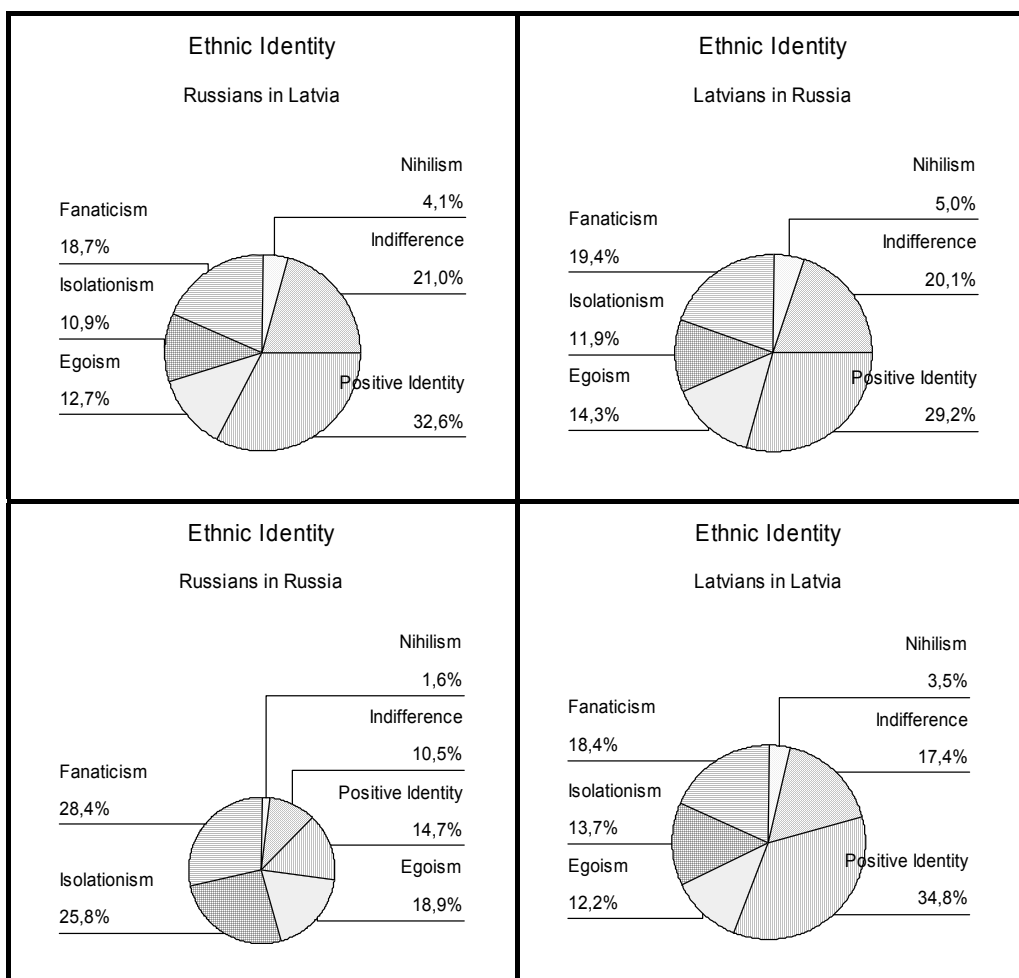 Ethnic Identity
Russians in Latvia
Nihilism
4,1%
Fanaticism
18,7%
Indifference
21,0%
Isolationism
10,9%
Egoism
12,7%
Positive Identity
32,6%
Ethnic Identity
Latvians in Russia
Nihilism
5,0%
Fanaticism
19,4%
Indifference
20,1%
Isolationism
11,9%
Egoism
14,3%
Positive Identity
29,2%
Ethnic Identity
Russians in Russia
Nihilism
1,6%
Indifference
10,5%
Fanaticism
28,4%
Positive Identity
14,7%
Egoism
18,9%
Isolationism
25,8%
Ethnic Identity
Latvians in Latvia
Nihilism
3,5%
Fanaticism
18,4%
Indifference
17,4%
Isolationism
13,7%
Egoism
12,2%
Positive Identity
34,8%